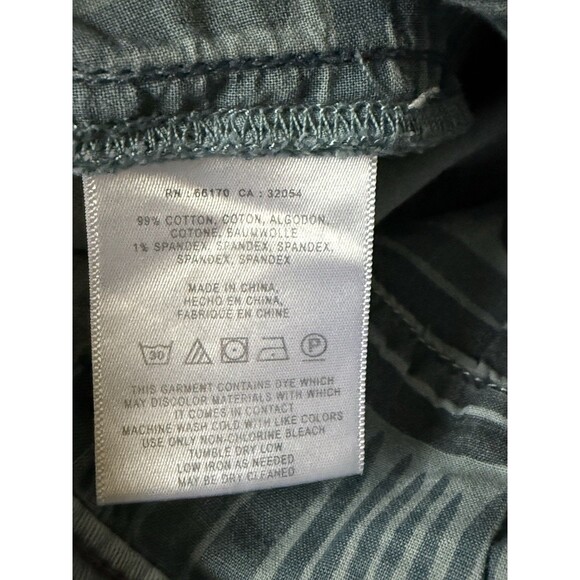 RN : 66170 CA : 32054
99% COTTON, COTON, ALGODON,
COTONE, BAUMWOLLE
1% SPANDEX, SPANDEX, SPANDEX,
SPANDEX, SPANDEX
MADE IN CHINA,
HECHO EN CHINA,
FABRIQUE EN CHINE
30 P
THIS GARMENT CONTAINS DYE WHICH
MAY DISCOLOR MATERIALS WITH WHICH
IT COMES IN CONTACT
MACHINE WASH COLD WITH LIKE COLORS
USE ONLY NON-CHLORINE BLEACH
TUMBLE DRY LOW
LOW IRON AS NEEDED
MAY BE DRY CLEANED